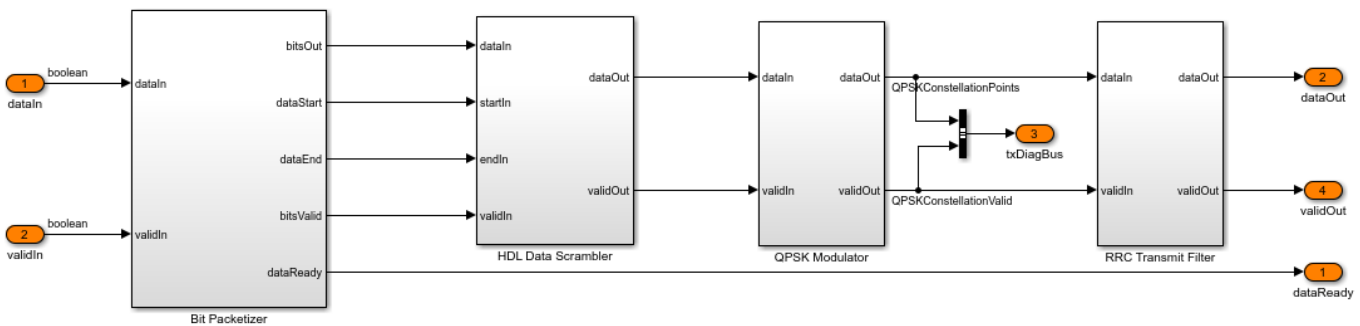 1
dataIn
boolean
2
validIn
boolean
dataIn
validIn
bitsOut
dataStart
dataEnd
bitsValid
dataReady
Bit Packetizer
dataIn
startIn
endIn
validIn
dataOut
validOut
HDL Data Scrambler
dataIn
validIn
dataOut
validOut
QPSK Modulator
QPSKConstellationPoints
QPSKConstellationValid
3
txDiagBus
dataIn
validIn
dataOut
validOut
RRC Transmit Filter
2
dataOut
4
validOut
1
dataReady